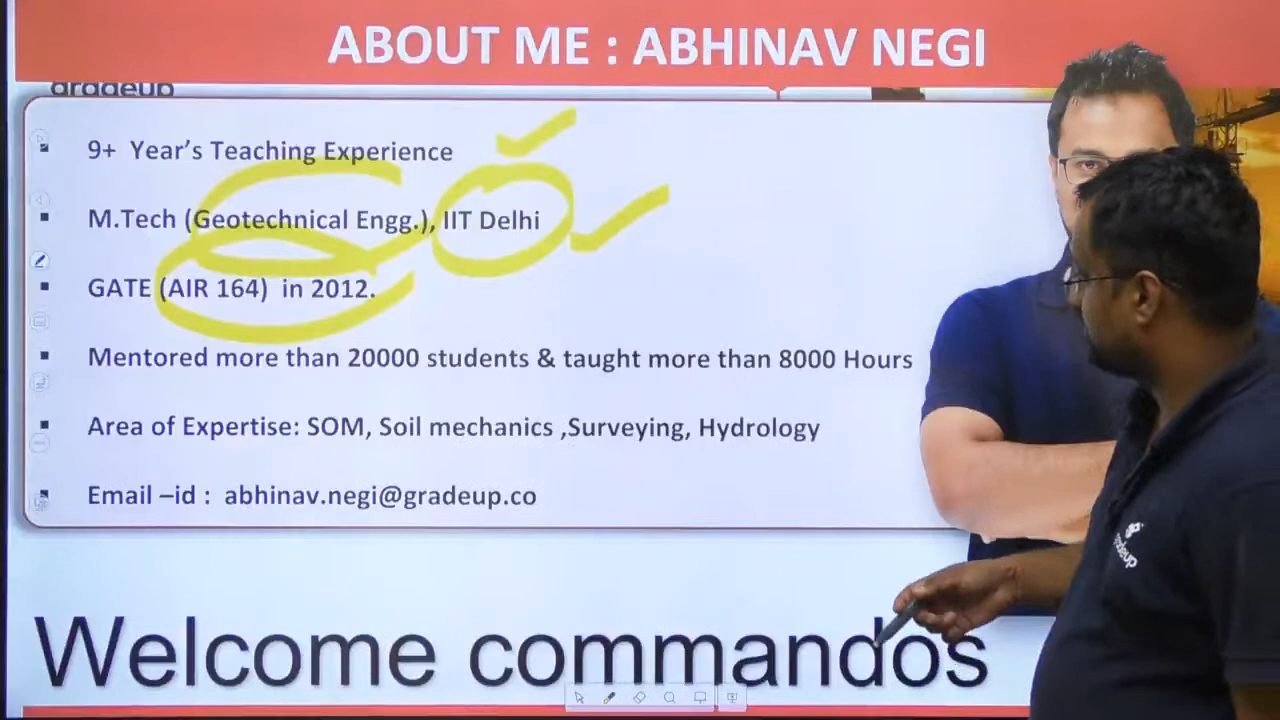 ABOUT ME : ABHINAV NEGI
gradeup
9+ Year’s Teaching Experience
M.Tech (Geotechnical Engg.), IIT Delhi
GATE (AIR 164) in 2012.
Mentored more than 20000 students & taught more than 8000 Hours
Area of Expertise: SOM, Soil mechanics ,Surveying, Hydrology
Email –id : abhinav.negi@gradeup.co
gradeup
Welcome commandos